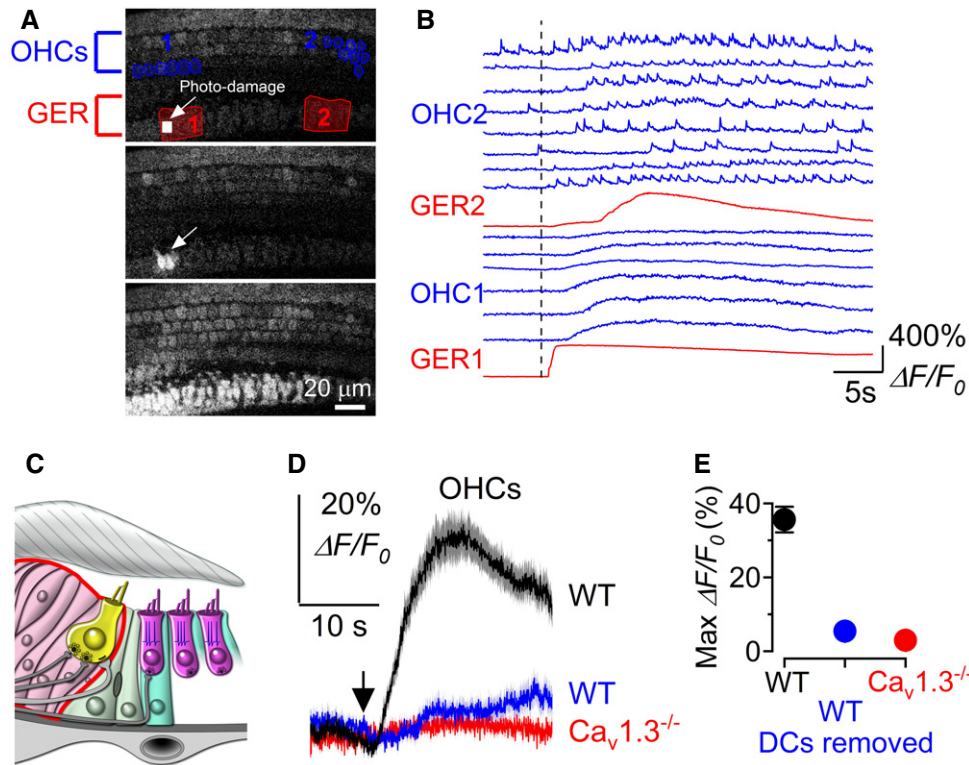 A
OHCs
GER
1
2
Photo-damage
1
2
20 μm
B
OHC2
GER2
OHC1
GER1
400%
ΔF/F0
5s
C
D
20%
ΔF/F0
10 s
OHCs
WT
WT
Cav1.3-/-
E
Max ΔF/F0 (%)
40
20
0
WT
Cav1.3-/-
WT
DCs removed